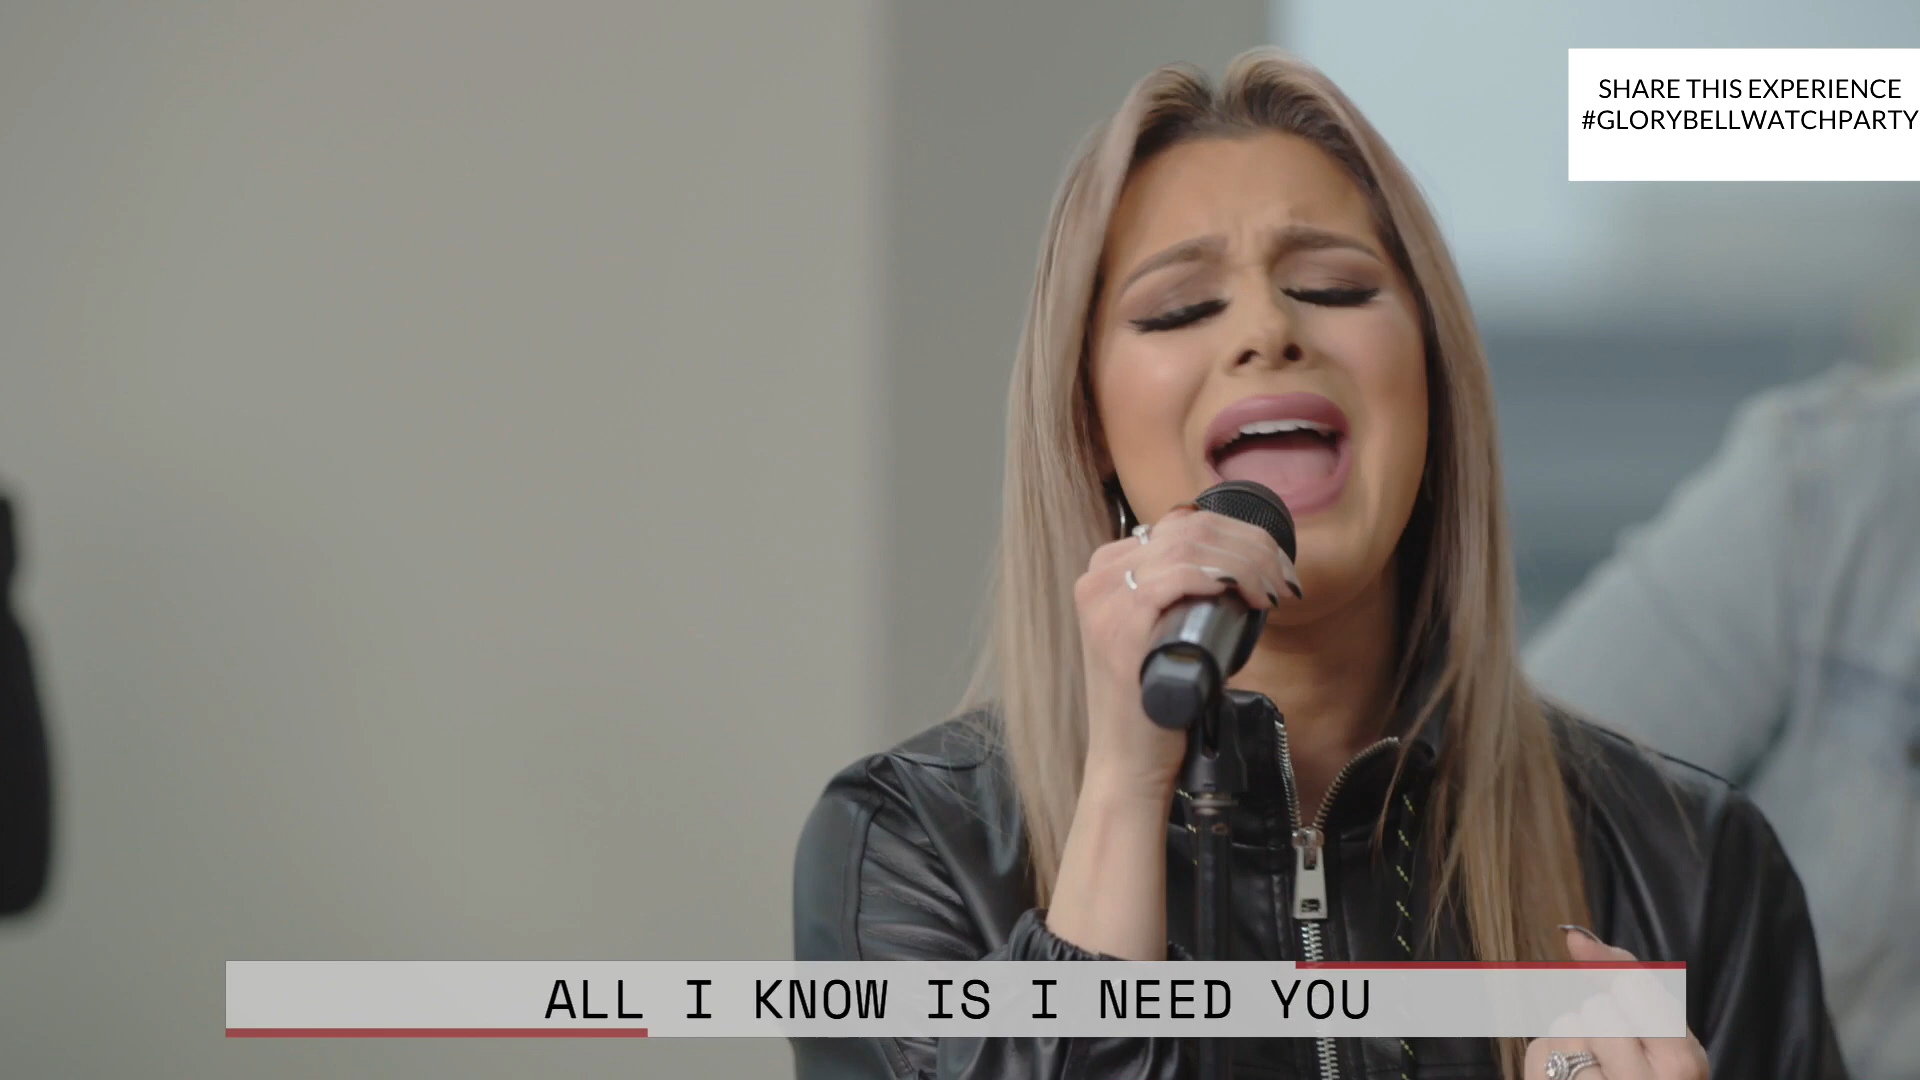 SHARE THIS EXPERIENCE
#GLORYBELLWATCHPARTY
ALL I KNOW IS I NEED YOU